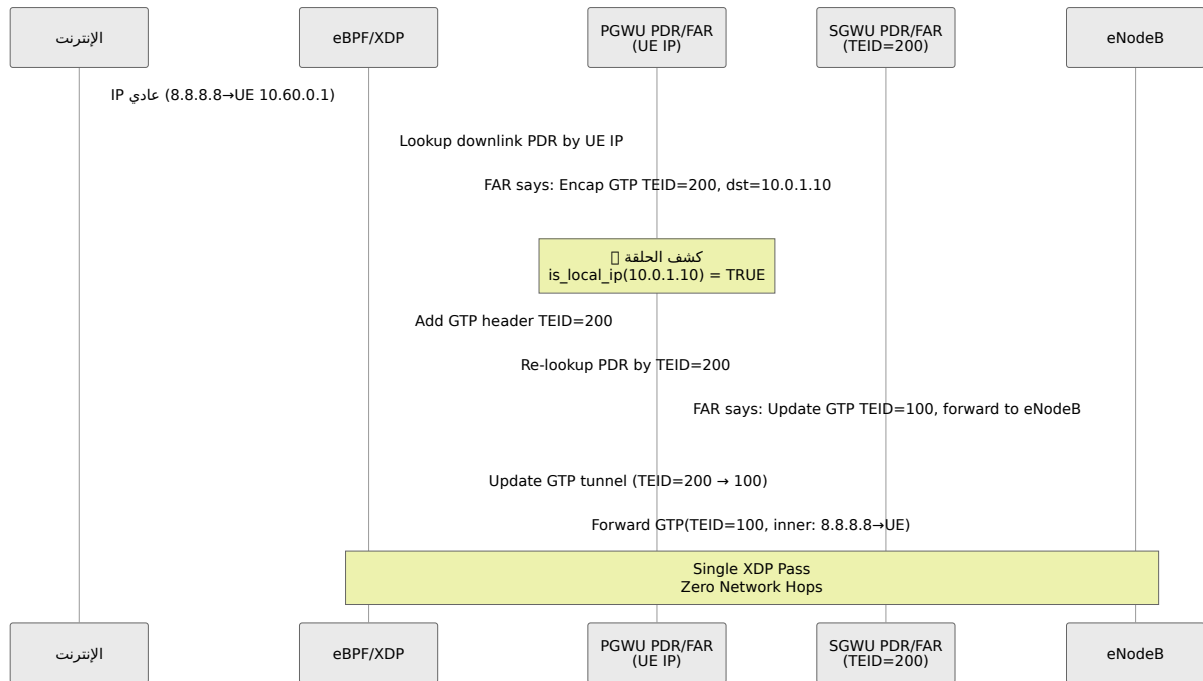 الإنترنت
eBPF/XDP
PGWU PDR/FAR
(UE IP)
SGWU PDR/FAR
(TEID=200)
eNodeB
IP عادي (8.8.8.8→UE 10.60.0.1)
Lookup downlink PDR by UE IP
FAR says: Encap GTP TEID=200, dst=10.0.1.10
كشف الحلقة
is_local_ip(10.0.1.10) = TRUE
Add GTP header TEID=200
Re-lookup PDR by TEID=200
FAR says: Update GTP TEID=100, forward to eNodeB
Update GTP tunnel (TEID=200 → 100)
Forward GTP(TEID=100, inner: 8.8.8.8→UE)
Single XDP Pass
Zero Network Hops
الإنترنت
eBPF/XDP
PGWU PDR/FAR
(UE IP)
SGWU PDR/FAR
(TEID=200)
eNodeB